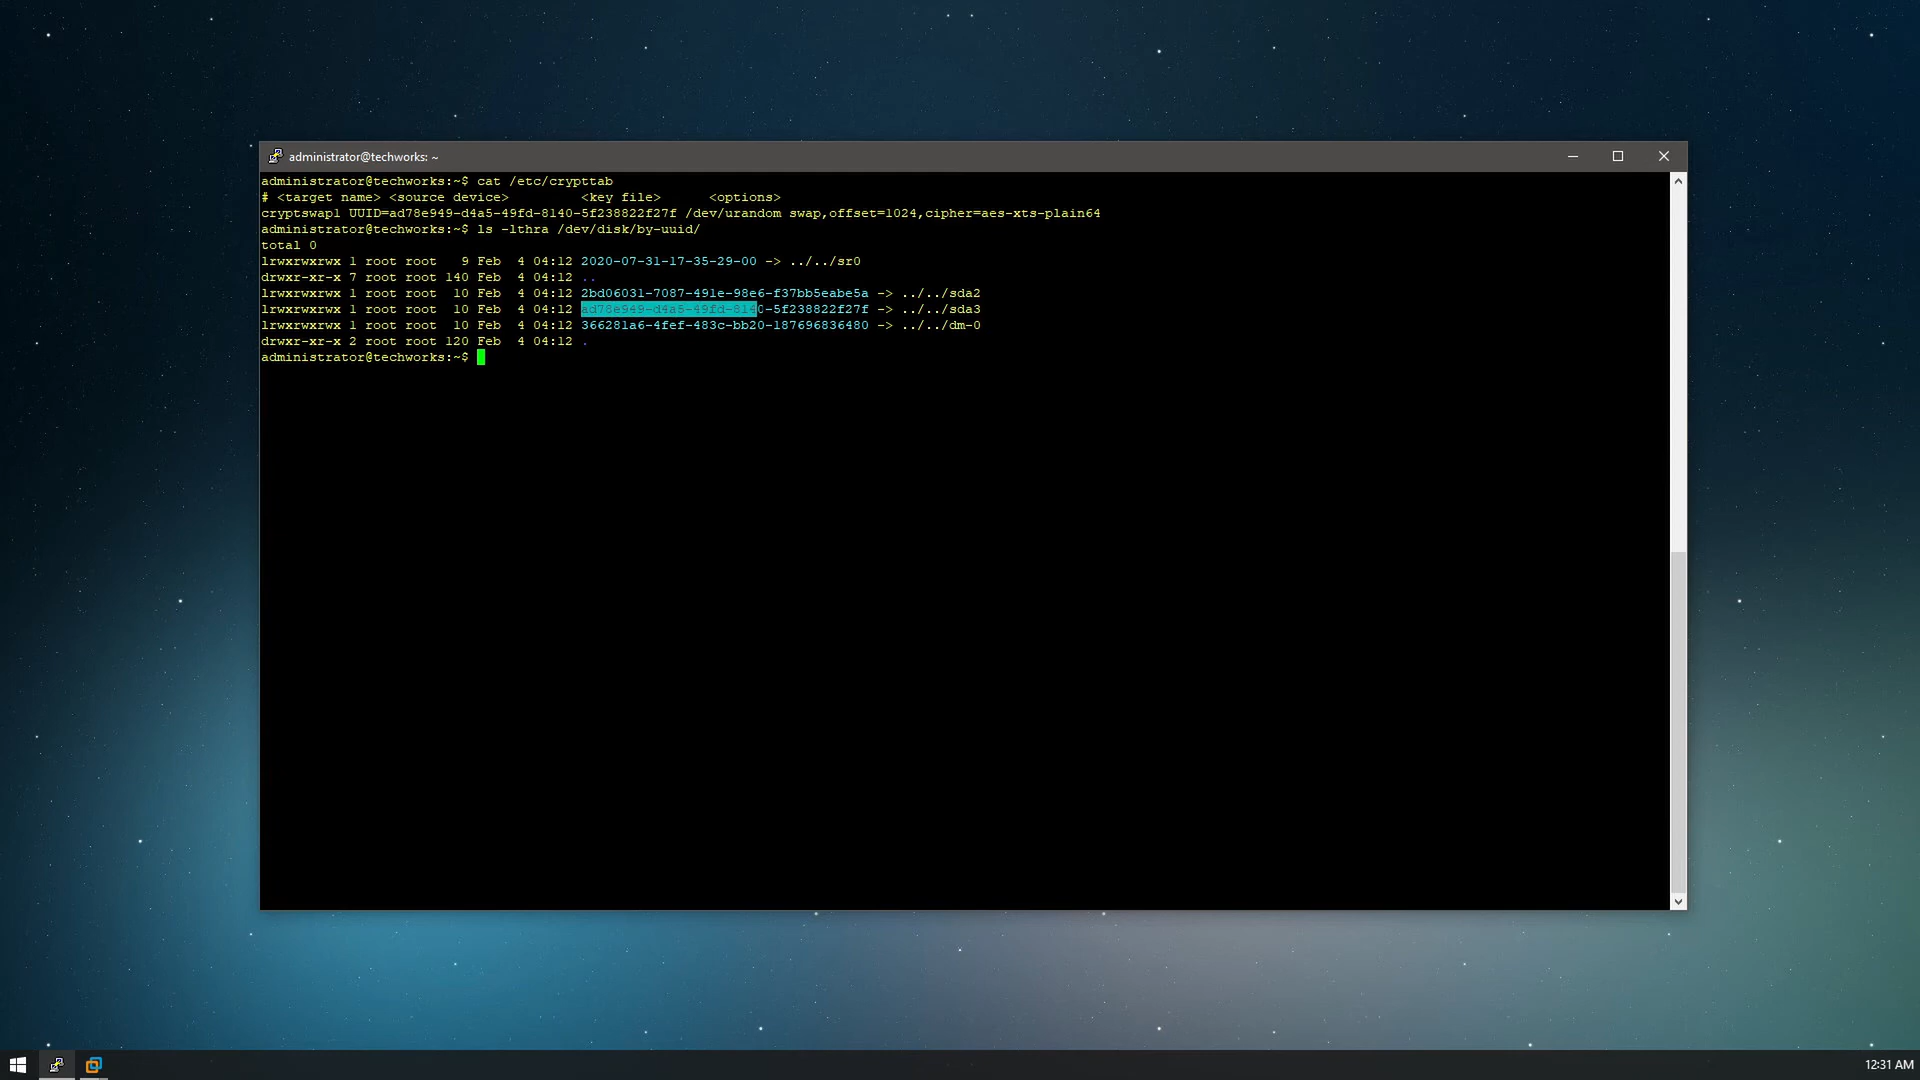 administrator@techworks: ~
administrator@techworks:~$ cat /etc/crypttab
# <target name> <source device>         <key file>      <options>
cryptswap1 UUID=ad78e949-d4a5-49fd-8140-5f238822f27f /dev/urandom swap,offset=1024,cipher=aes-xts-plain64
administrator@techworks:~$ ls -lthra /dev/disk/by-uuid/
total 0
lrwxrwxrwx 1 root root   9 Feb  4 04:12 2020-07-31-17-35-29-00 -> ../../sr0
drwxr-xr-x 7 root root 140 Feb  4 04:12 ..
lrwxrwxrwx 1 root root  10 Feb  4 04:12 2bd06031-7087-491e-98e6-f37bb5eabe5a -> ../../sda2
lrwxrwxrwx 1 root root  10 Feb  4 04:12 ad78e949-d4a5-49fd-8140-5f238822f27f -> ../../sda3
lrwxrwxrwx 1 root root  10 Feb  4 04:12 366281a6-4fef-483c-bb20-187696836480 -> ../../dm-0
drwxr-xr-x 2 root root 120 Feb  4 04:12 .
administrator@techworks:~$
12:31 AM